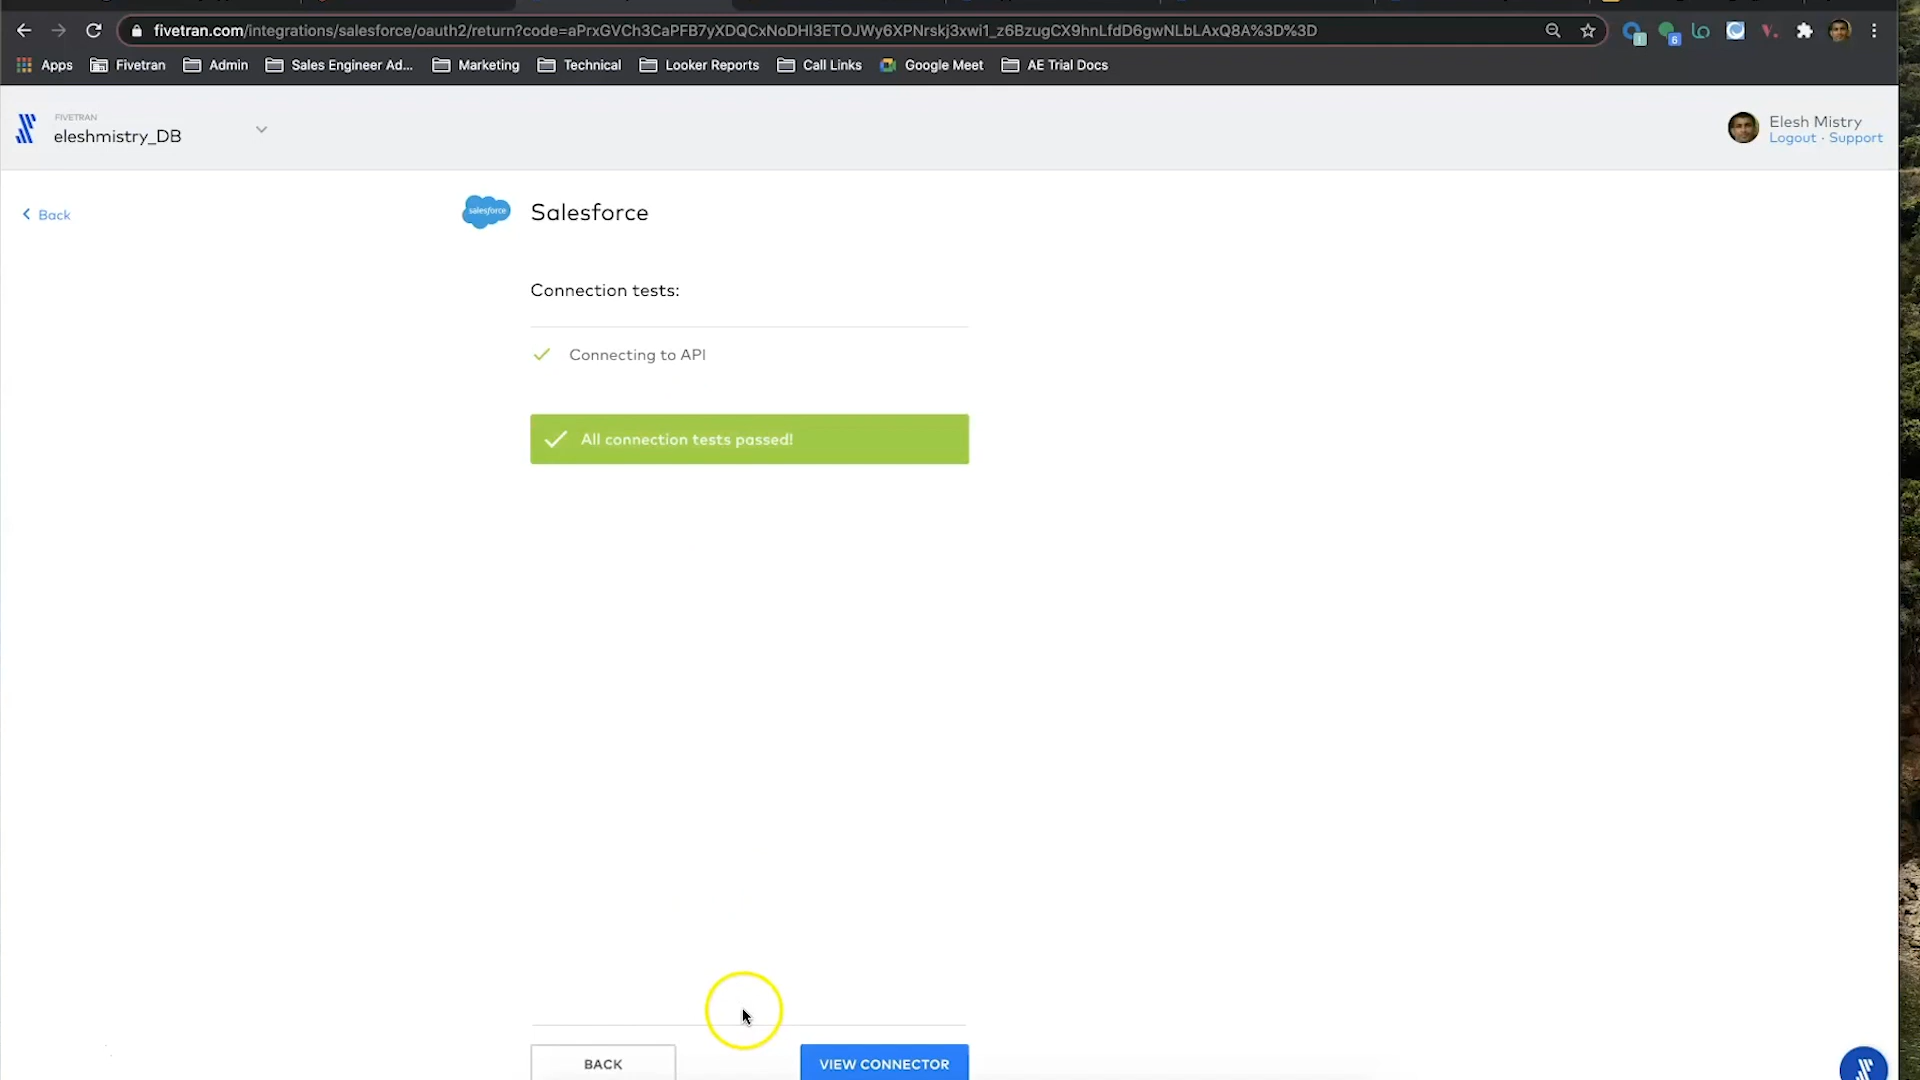 fivetran.com/integrations/salesforce/oauth2/return?code=aPrxGVCh3CaPFB7yXDQCxNoDHI3ETOJWy6XPNrskj3xwi1_z6BzugCX9hnLfdD6gwNLbLAxQ8A%3D%3D
Apps Fivetran Admin Sales Engineer Ad... Marketing Technical Looker Reports Call Links Google Meet AE Trial Docs
FIVETRAN
eleshmistry_DB
Elesh Mistry
Logout · Support
Back
salesforce
Salesforce
Connection tests:
Connecting to API
All connection tests passed!
BACK
VIEW CONNECTOR